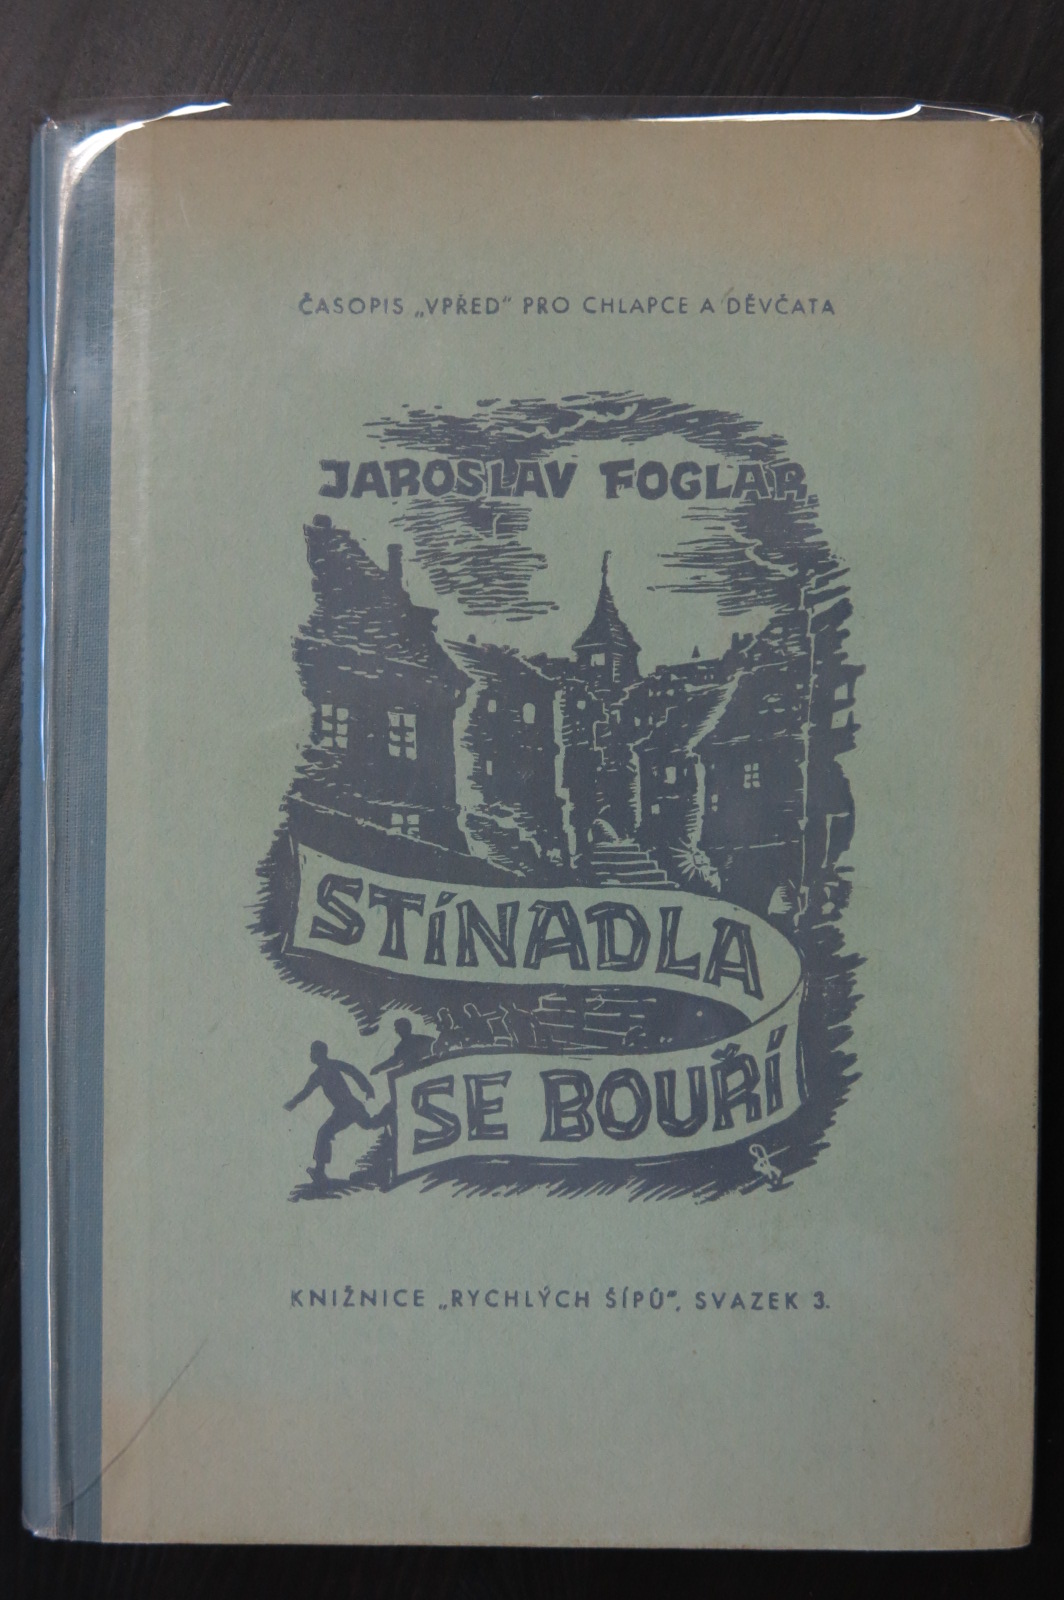 ČASOPIS „VPŘED" PRO CHLAPCE A DĚVČATA
JAROSLAV FOGLAR
STÍNADLA
SE BOUŘÍ
KNIŽNICE „RYCHLÝCH ŠÍPŮ", SVAZEK 3.